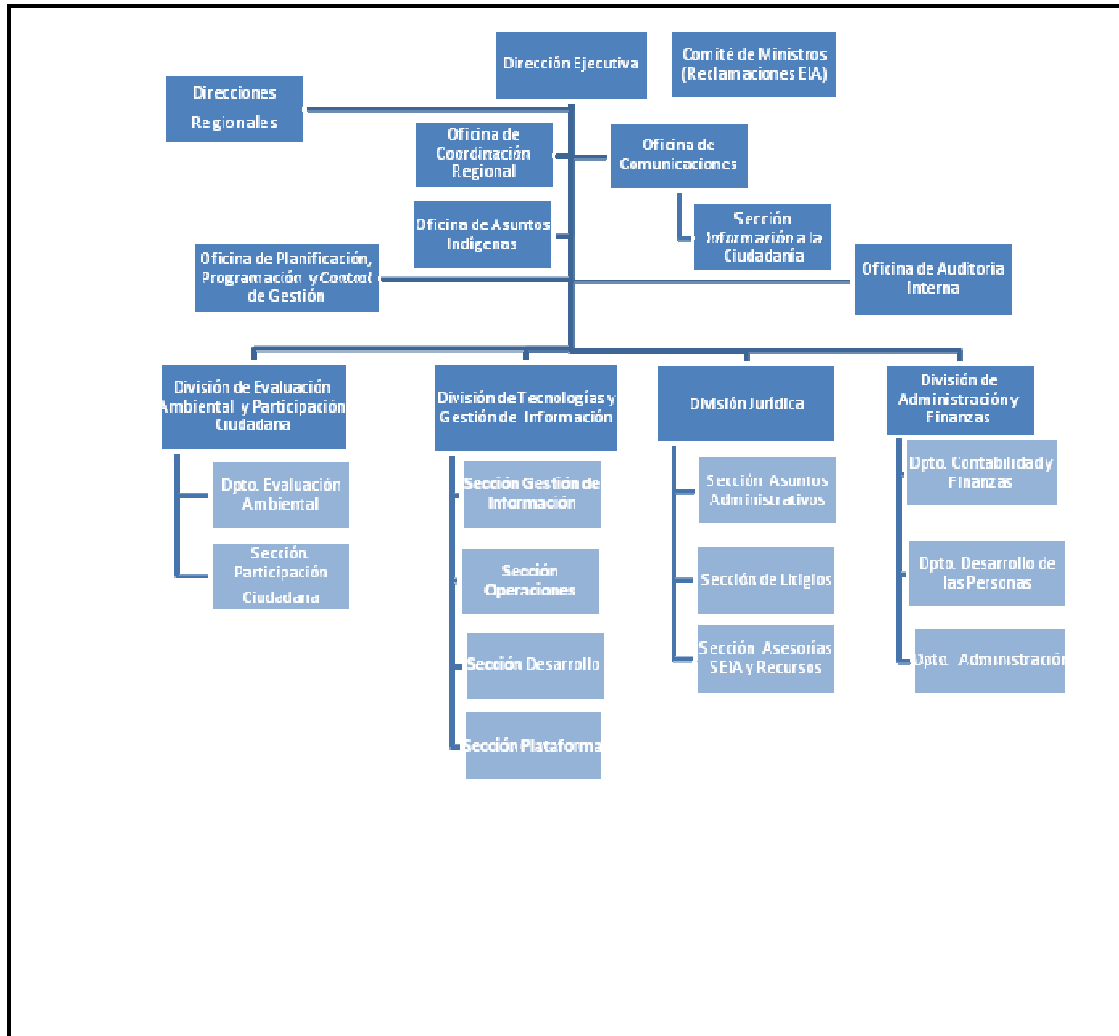 Dirección Ejecutiva
Comité de Ministros
(Reclamaciones EIA)
Direcciones
Regionales
Oficina de
Coordinación
Regional
Oficina de
Comunicaciones
Oficina de Asuntos
Indígenas
Sección
Información a la
Ciudadanía
Oficina de Planificación,
Programación y Control
de Gestión
Oficina de Auditoria
Interna
División de Evaluación
Ambiental y Participación
Ciudadana
División de Tecnologías y
Gestión de Información
División Jurídica
División de
Administración y
Finanzas
Dpto. Evaluación
Ambiental
Sección
Participación
Ciudadana
Sección Gestión de
Información
Sección
Operaciones
Sección Desarrollo
Sección Plataforma
Sección Asuntos
Administrativos
Sección de Litigios
Sección Asesorías
SEIA y Recursos
Dpto. Contabilidad y
Finanzas
Dpto. Desarrollo de
las Personas
Dpto. Administración